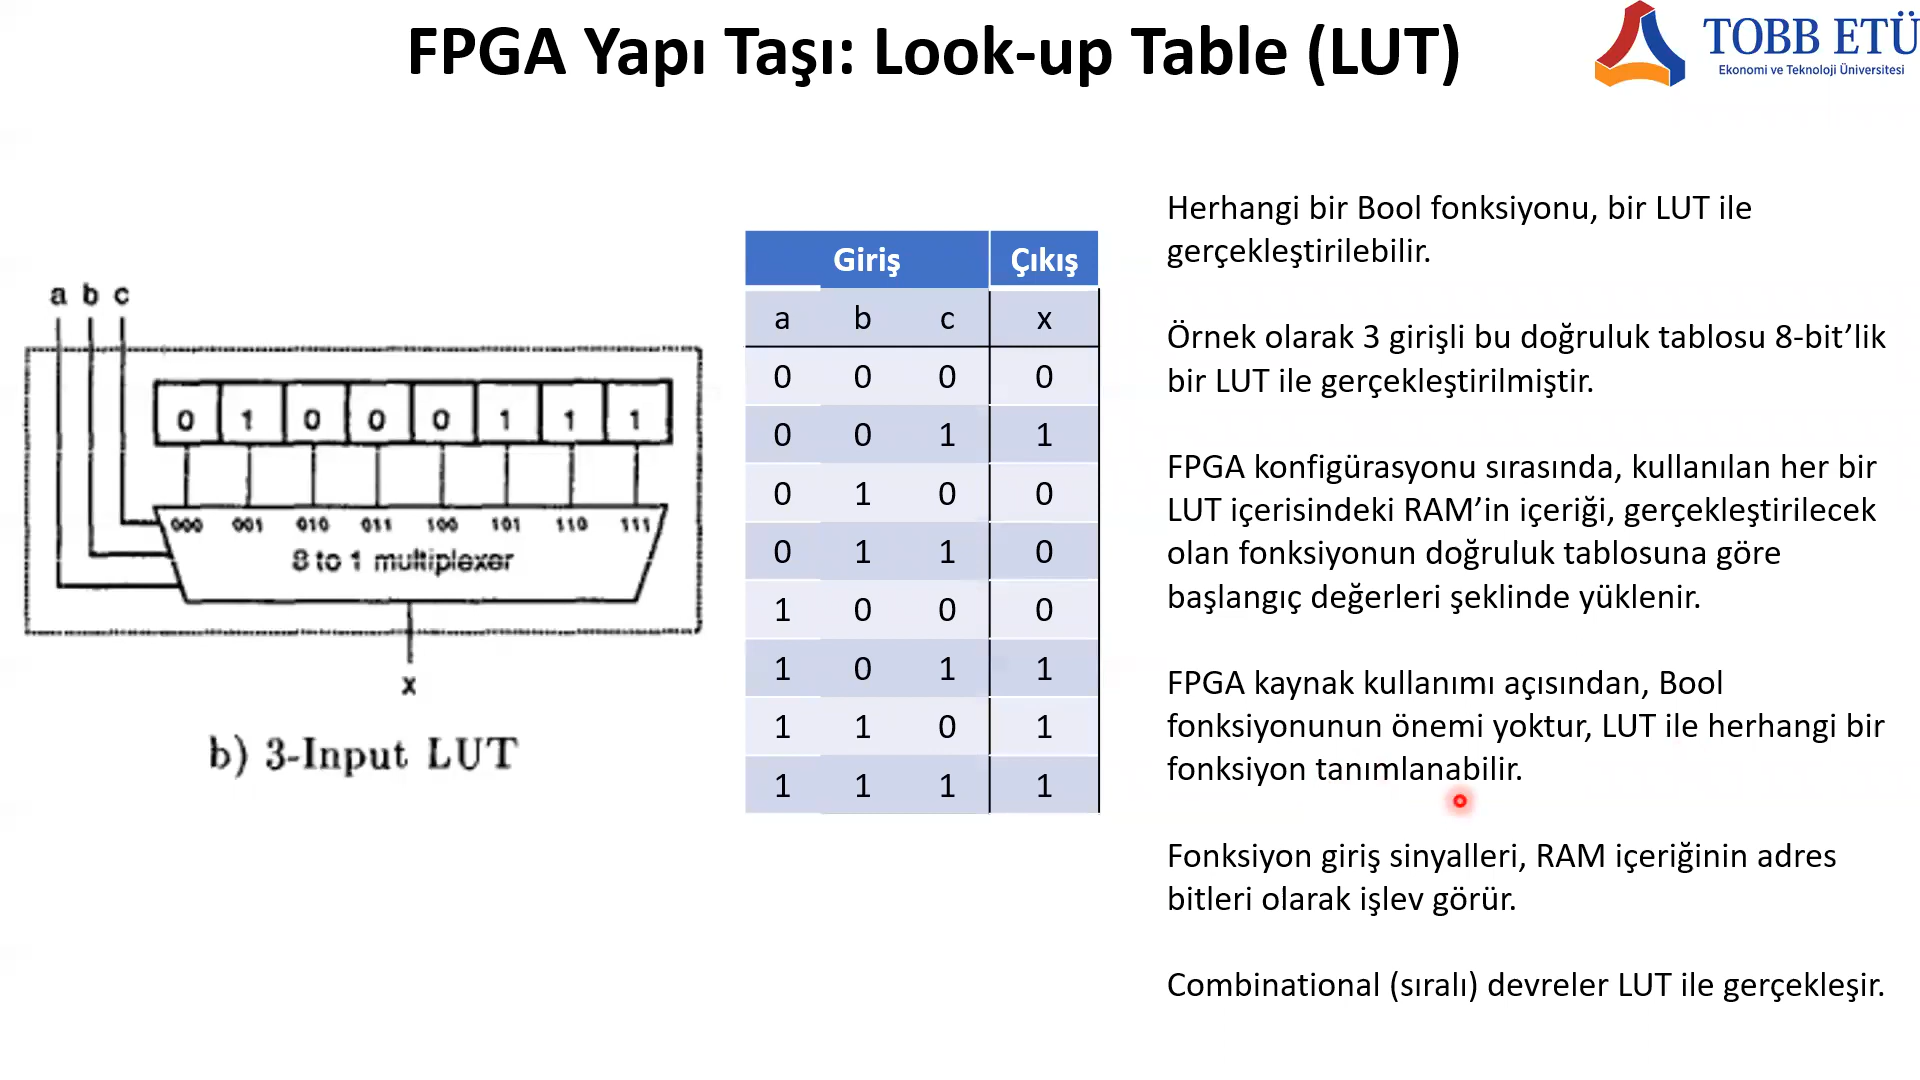 FPGA Yapı Taşı: Look-up Table (LUT)
TOBB ETÜ
Ekonomi ve Teknoloji Üniversitesi
a b c
0 1 0 0 0 1 1 1
000 001 010 011 100 101 110 111
8 to 1 multiplexer
x
b) 3-Input LUT
Giriş Çıkış
a b c x
0 0 0 0
0 0 1 1
0 1 0 0
0 1 1 0
1 0 0 0
1 0 1 1
1 1 0 1
1 1 1 1
Herhangi bir Bool fonksiyonu, bir LUT ile
gerçekleştirilebilir.
Örnek olarak 3 girişli bu doğruluk tablosu 8-bit’lik
bir LUT ile gerçekleştirilmiştir.
FPGA konfigürasyonu sırasında, kullanılan her bir
LUT içerisindeki RAM’in içeriği, gerçekleştirilecek
olan fonksiyonun doğruluk tablosuna göre
başlangıç değerleri şeklinde yüklenir.
FPGA kaynak kullanımı açısından, Bool
fonksiyonunun önemi yoktur, LUT ile herhangi bir
fonksiyon tanımlanabilir.
Fonksiyon giriş sinyalleri, RAM içeriğinin adres
bitleri olarak işlev görür.
Combinational (sıralı) devreler LUT ile gerçekleşir.